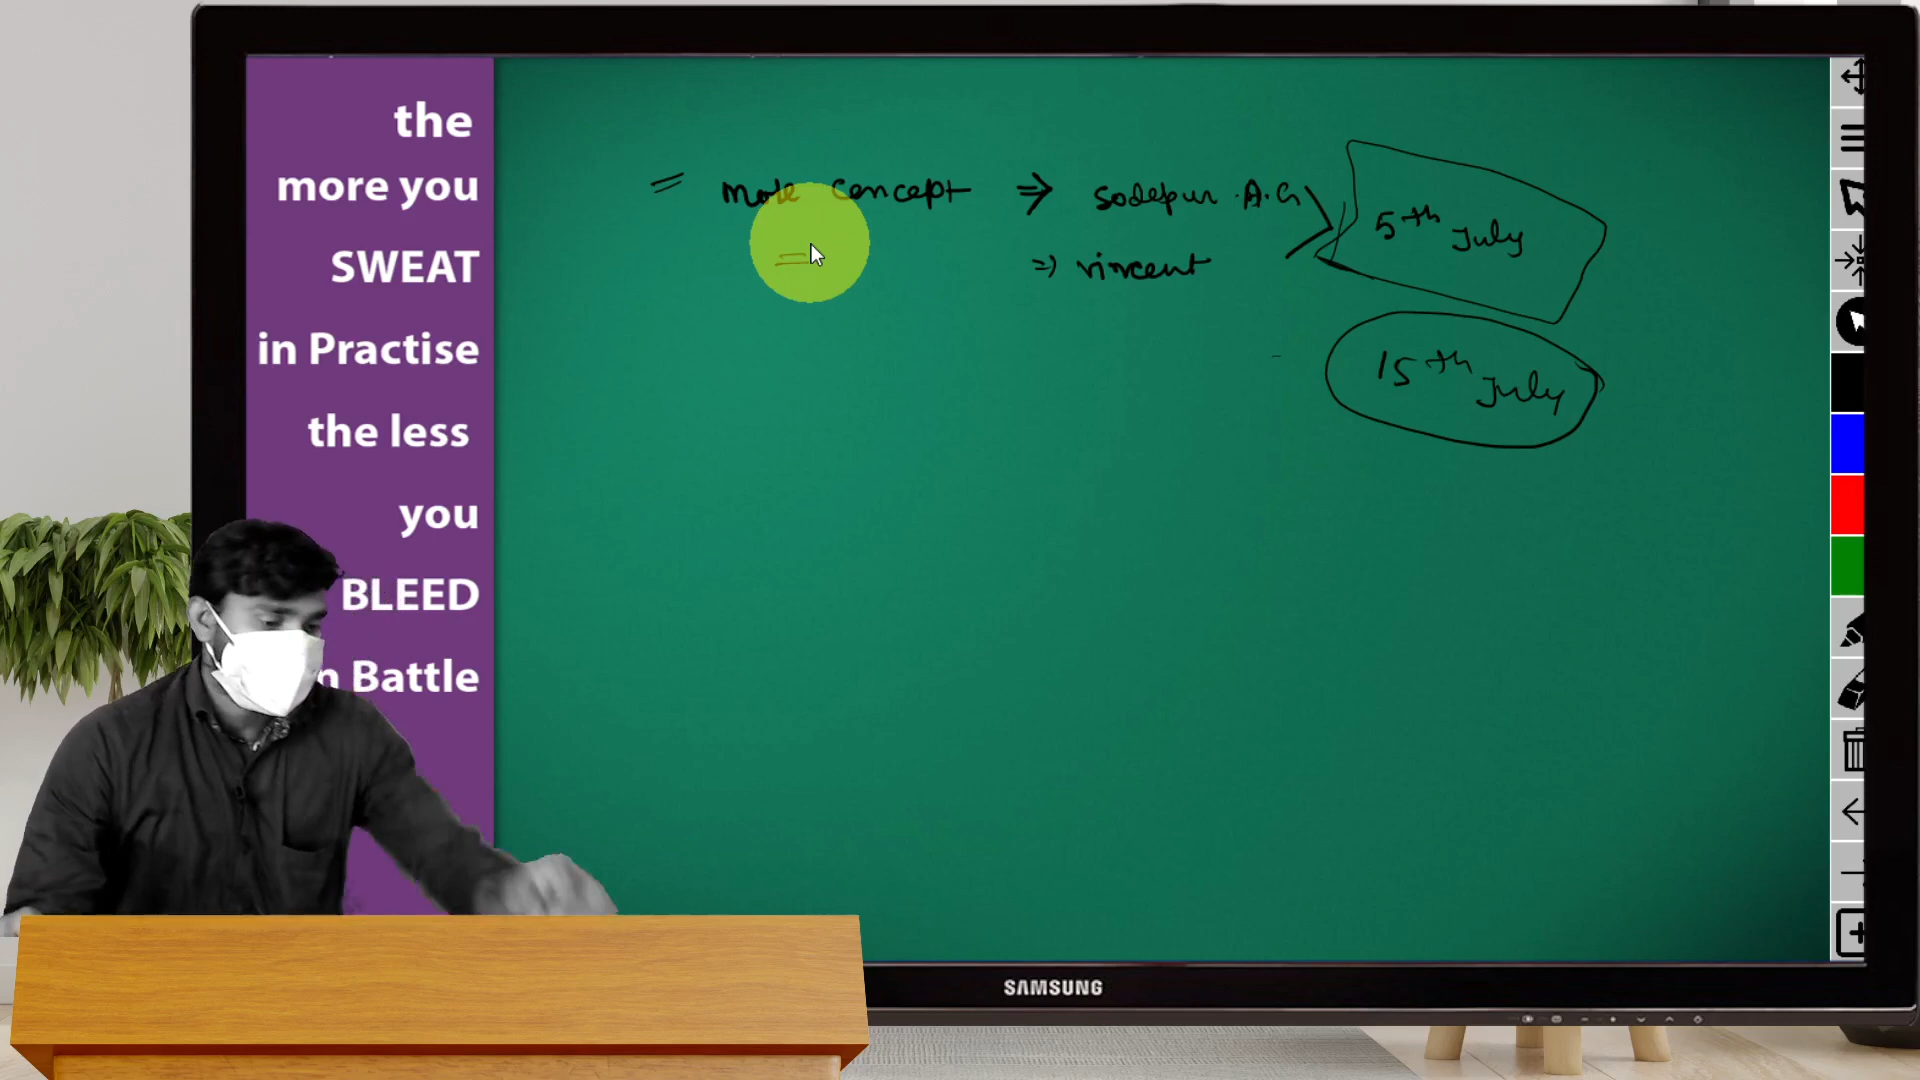 the
more you
SWEAT
in Practise
the less
you
BLEED
n Battle
= Mole Concept ⇒ Sodepur A.G
⇒ vincent
5th July
15th July
SAMSUNG